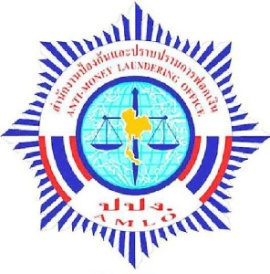 สำนักงานป้องกันและปราบปรามการฟอกเงิน
ANTI-MONEY LAUNDERING OFFICE
ปปง.
AMLO